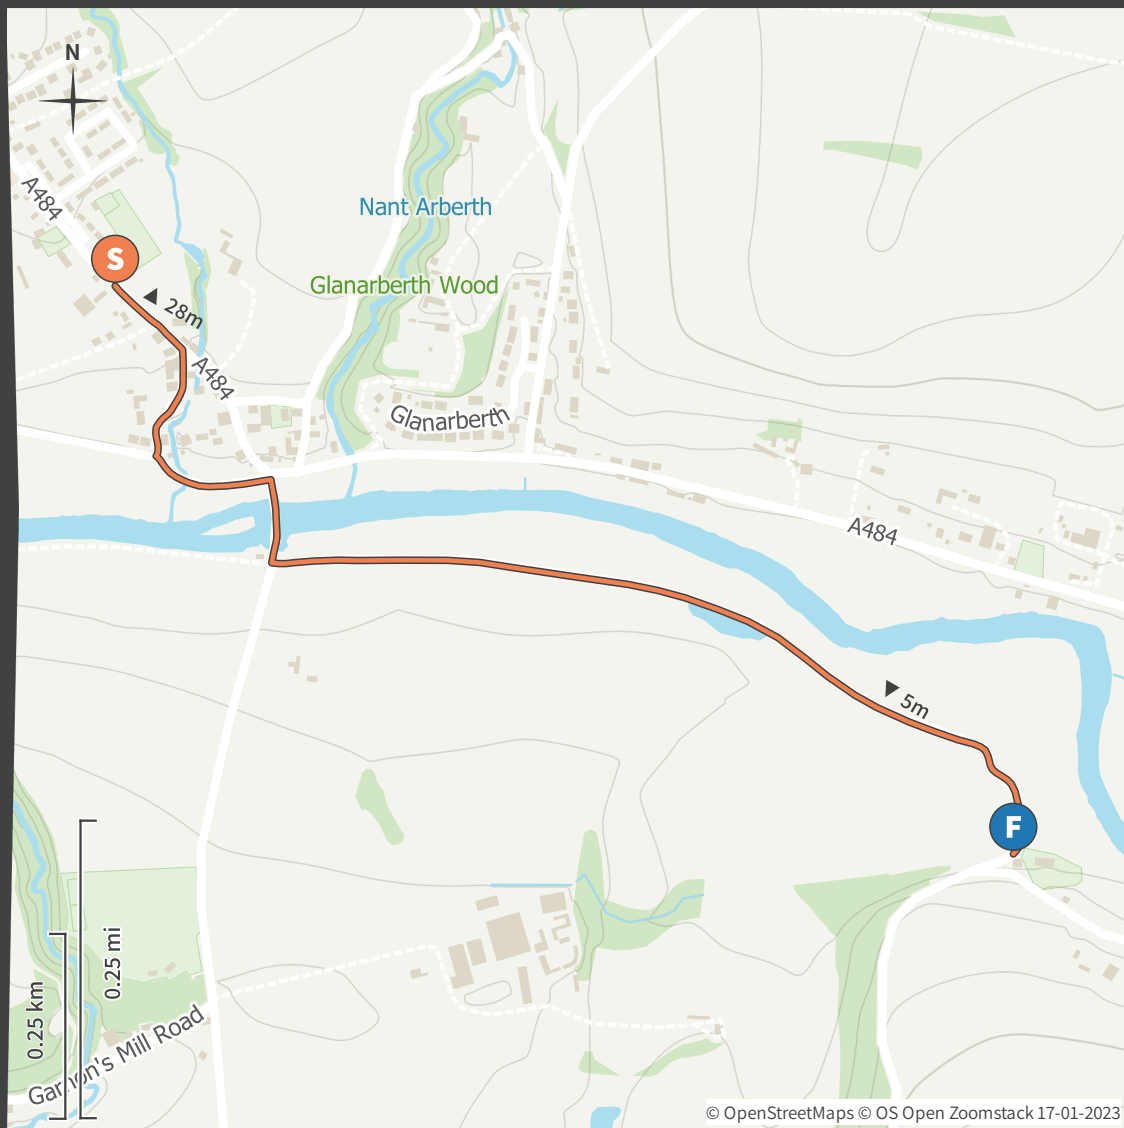 N
A484
S
28m
A484
Nant Arberth
Glanarberth Wood
Glanarberth
A484
5m
F
0.25 mi
0.25 km
Garnon's Mill Road
© OpenStreetMaps © OS Open Zoomstack 17-01-2023